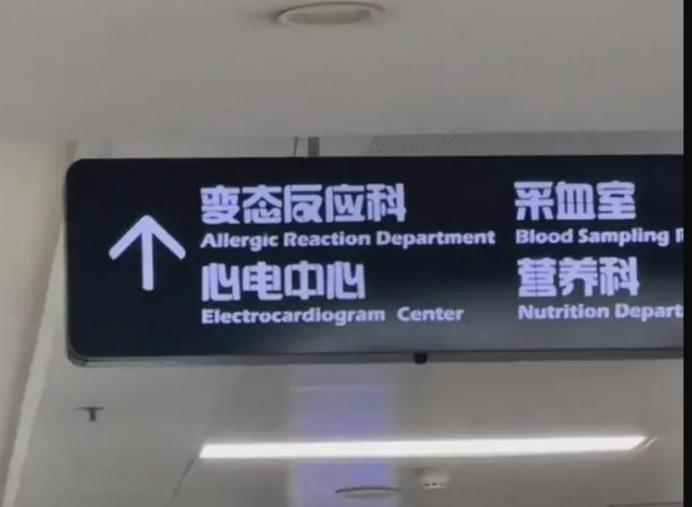 变态反应科
Allergic Reaction Department
心电中心
Electrocardiogram Center
采血室
Blood Sampling
营养科
Nutrition